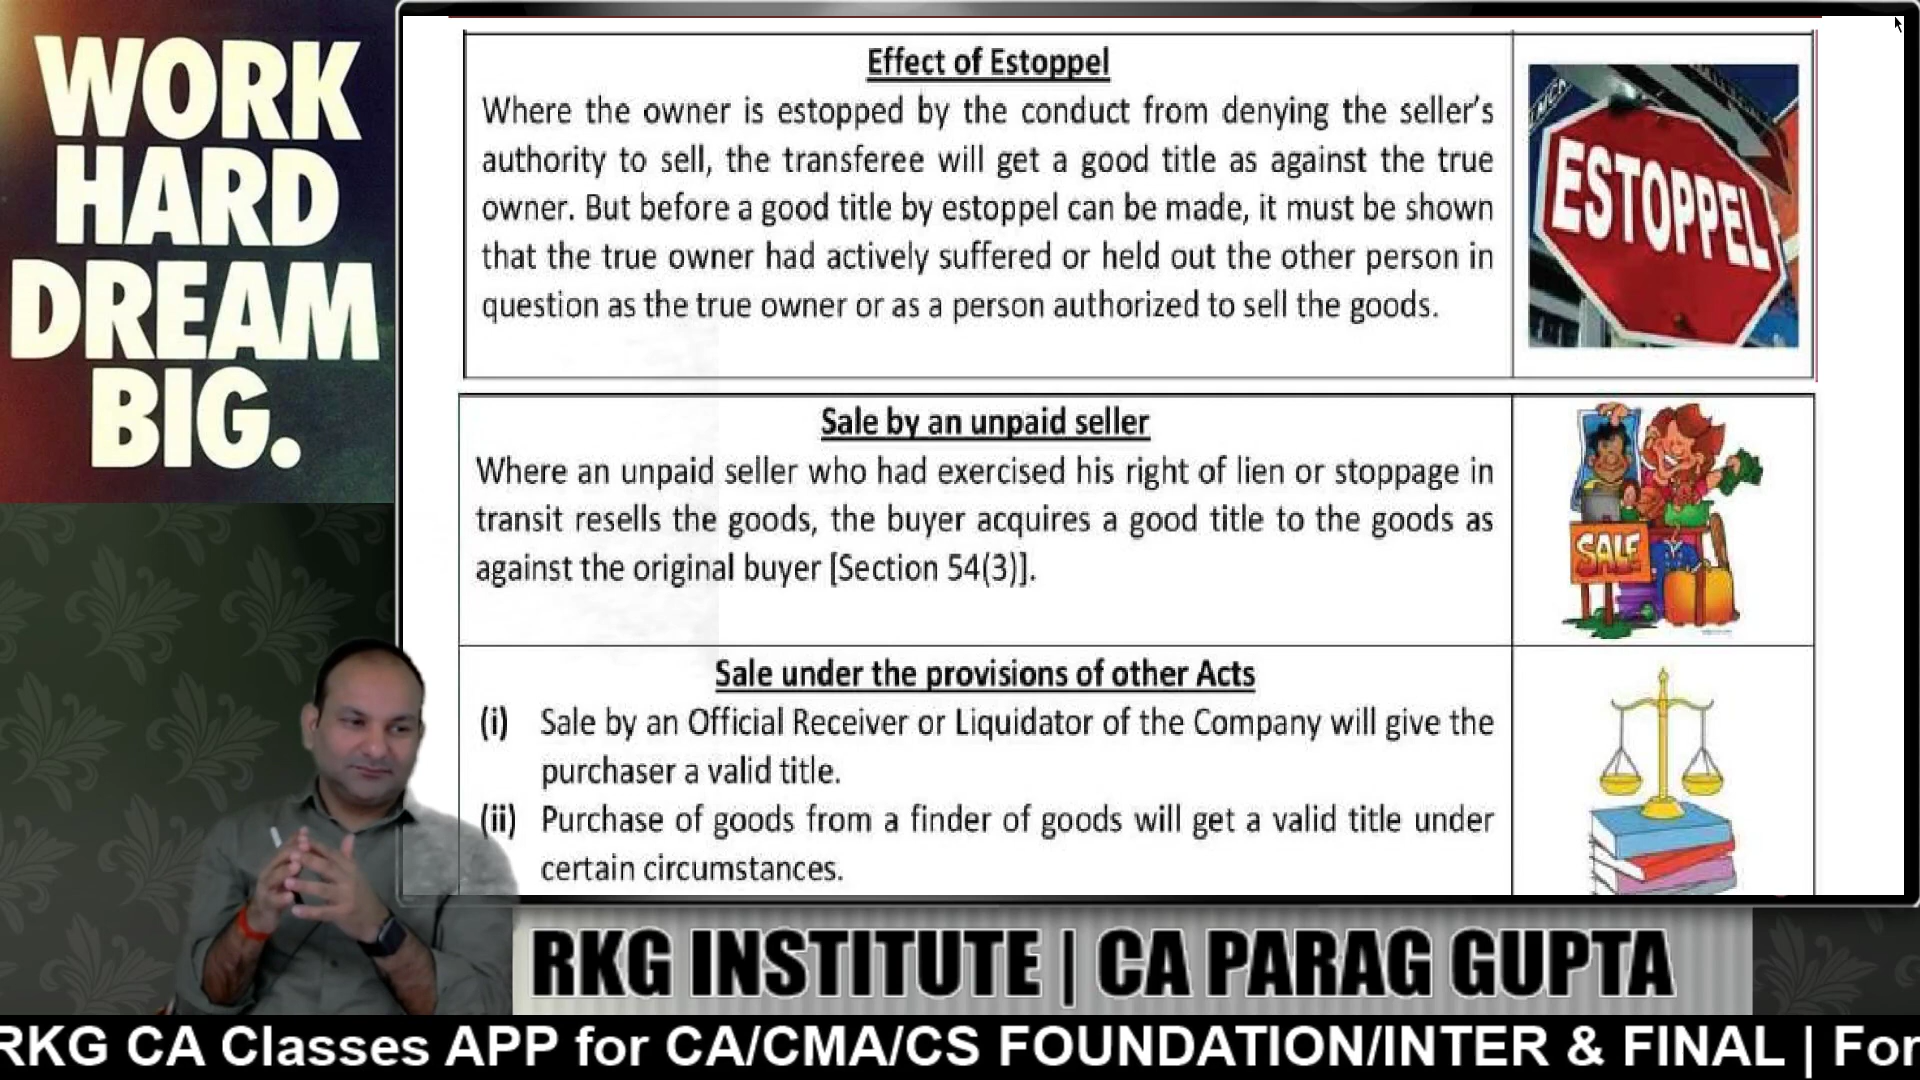 WORK
HARD
DREAM
BIG.
Effect of Estoppel
Where the owner is estopped by the conduct from denying the seller's
authority to sell, the transferee will get a good title as against the true
owner. But before a good title by estoppel can be made, it must be shown
that the true owner had actively suffered or held out the other person in
question as the true owner or as a person authorized to sell the goods.
ESTOPPEL
Sale by an unpaid seller
Where an unpaid seller who had exercised his right of lien or stoppage in
transit resells the goods, the buyer acquires a good title to the goods as
against the original buyer [Section 54(3)].
SALE
Sale under the provisions of other Acts
(i) Sale by an Official Receiver or Liquidator of the Company will give the
purchaser a valid title.
(ii) Purchase of goods from a finder of goods will get a valid title under
certain circumstances.
RKG INSTITUTE | CA PARAG GUPTA
RKG CA Classes APP for CA/CMA/CS FOUNDATION/INTER & FINAL | For